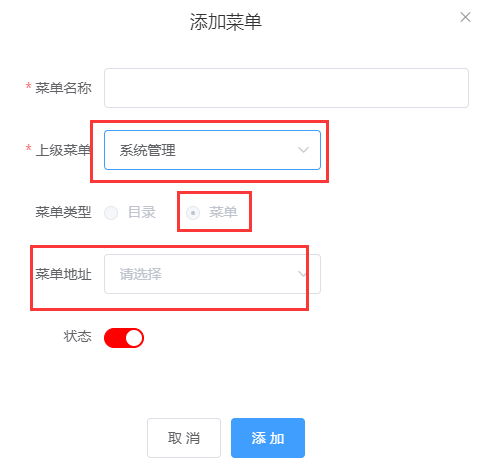 添加菜单
* 菜单名称
* 上级菜单 系统管理
菜单类型 目录 菜单
菜单地址 请选择
状态
取 消 添 加